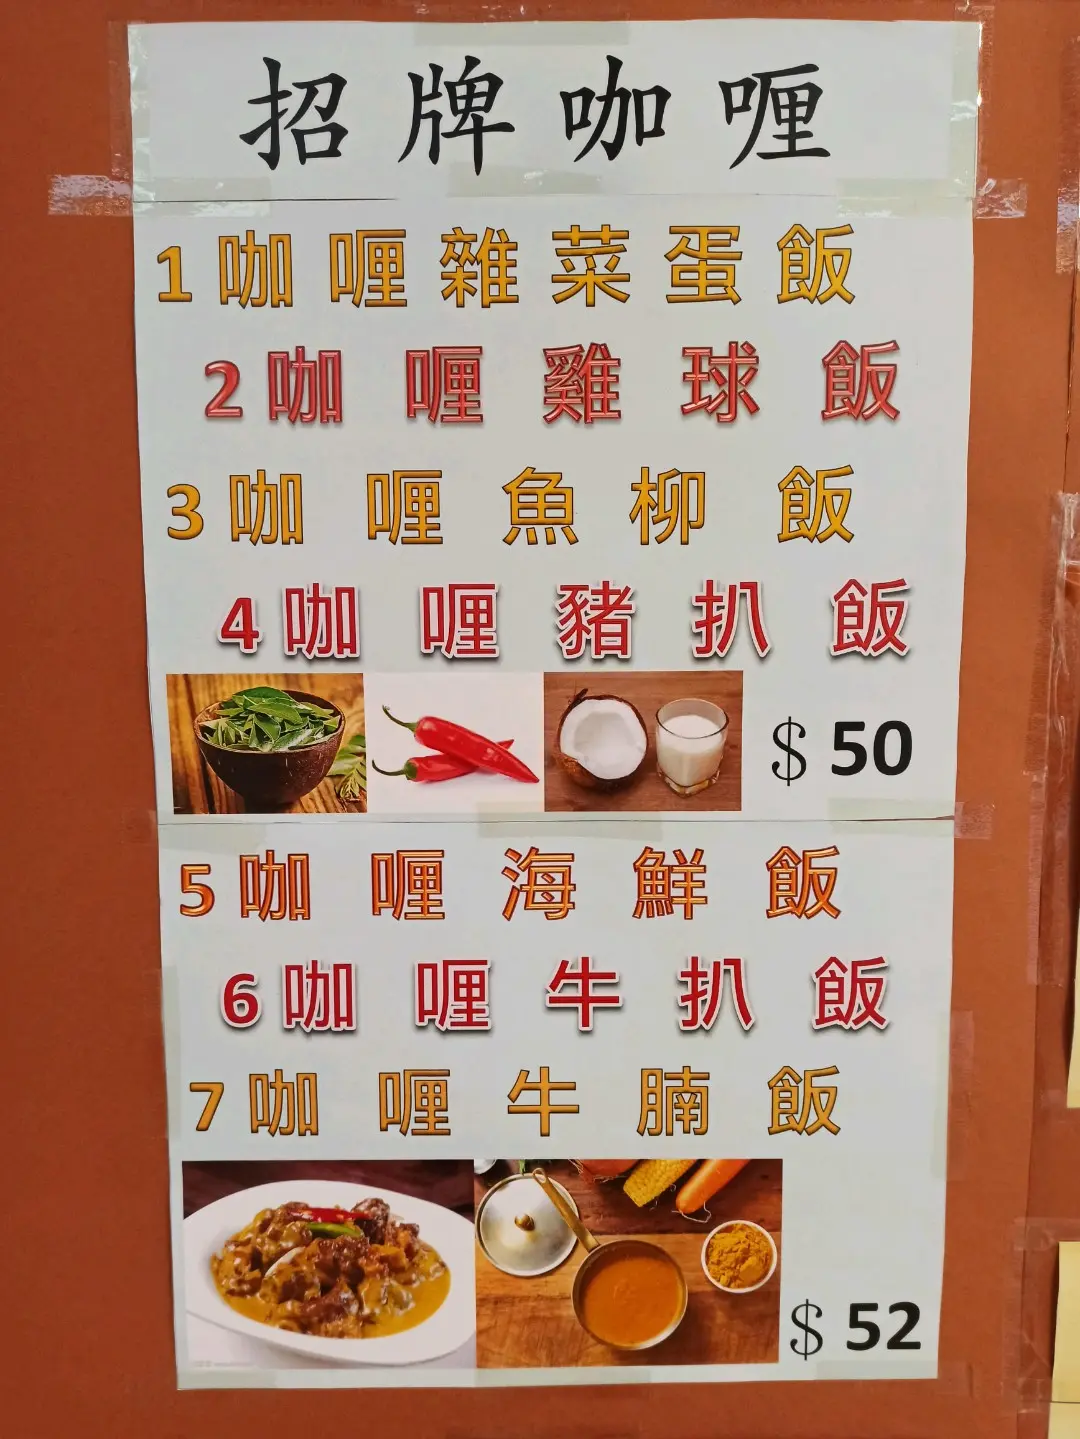 招牌咖喱
1 咖喱雜菜蛋飯
2 咖喱雞球飯
3 咖喱魚柳飯
4 咖喱豬扒飯
$ 50
5 咖喱海鮮飯
6 咖喱牛扒飯
7 咖喱牛腩飯
$ 52